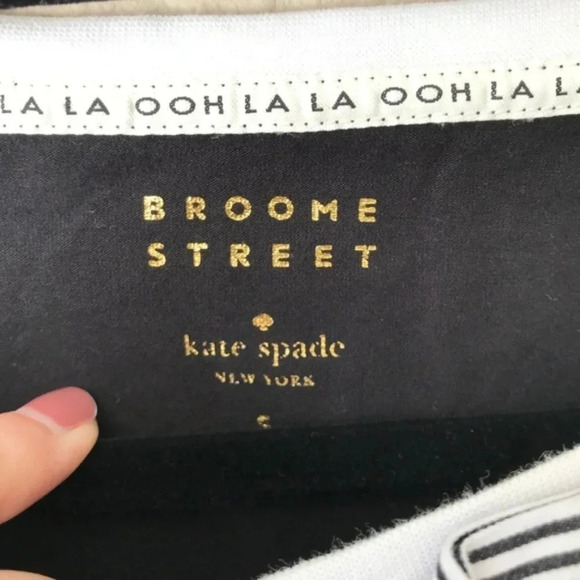 LA LA OOH LA LA OOH LA LA
BROOME
STREET
kate spade
NEW YORK
S